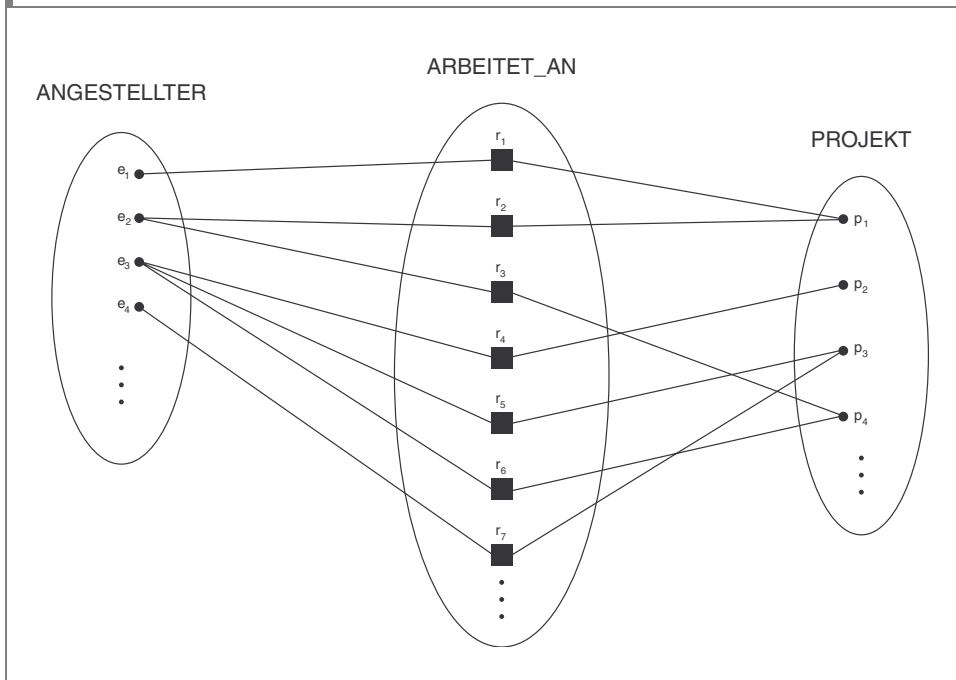 ARBEITET_AN
ANGESTELLTER
PROJEKT
e1
e2
e3
e4
r1
r2
r3
r4
r5
r6
r7
p1
p2
p3
p4